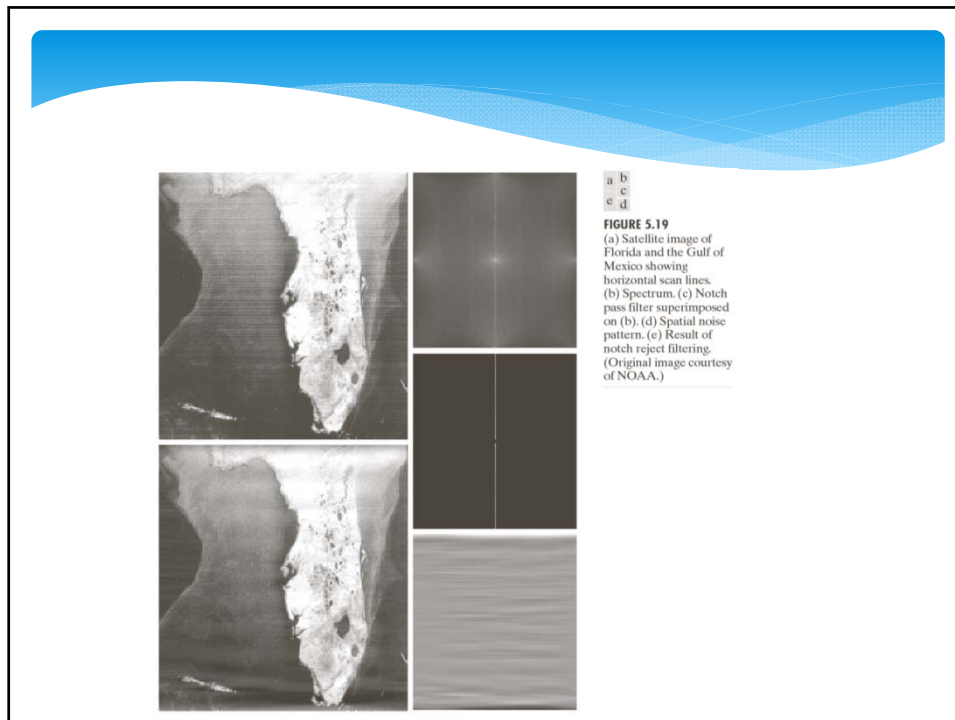 a b
c
e d
FIGURE 5.19
(a) Satellite image of
Florida and the Gulf of
Mexico showing
horizontal scan lines.
(b) Spectrum. (c) Notch
pass filter superimposed
on (b). (d) Spatial noise
pattern. (e) Result of
notch reject filtering.
(Original image courtesy
of NOAA.)